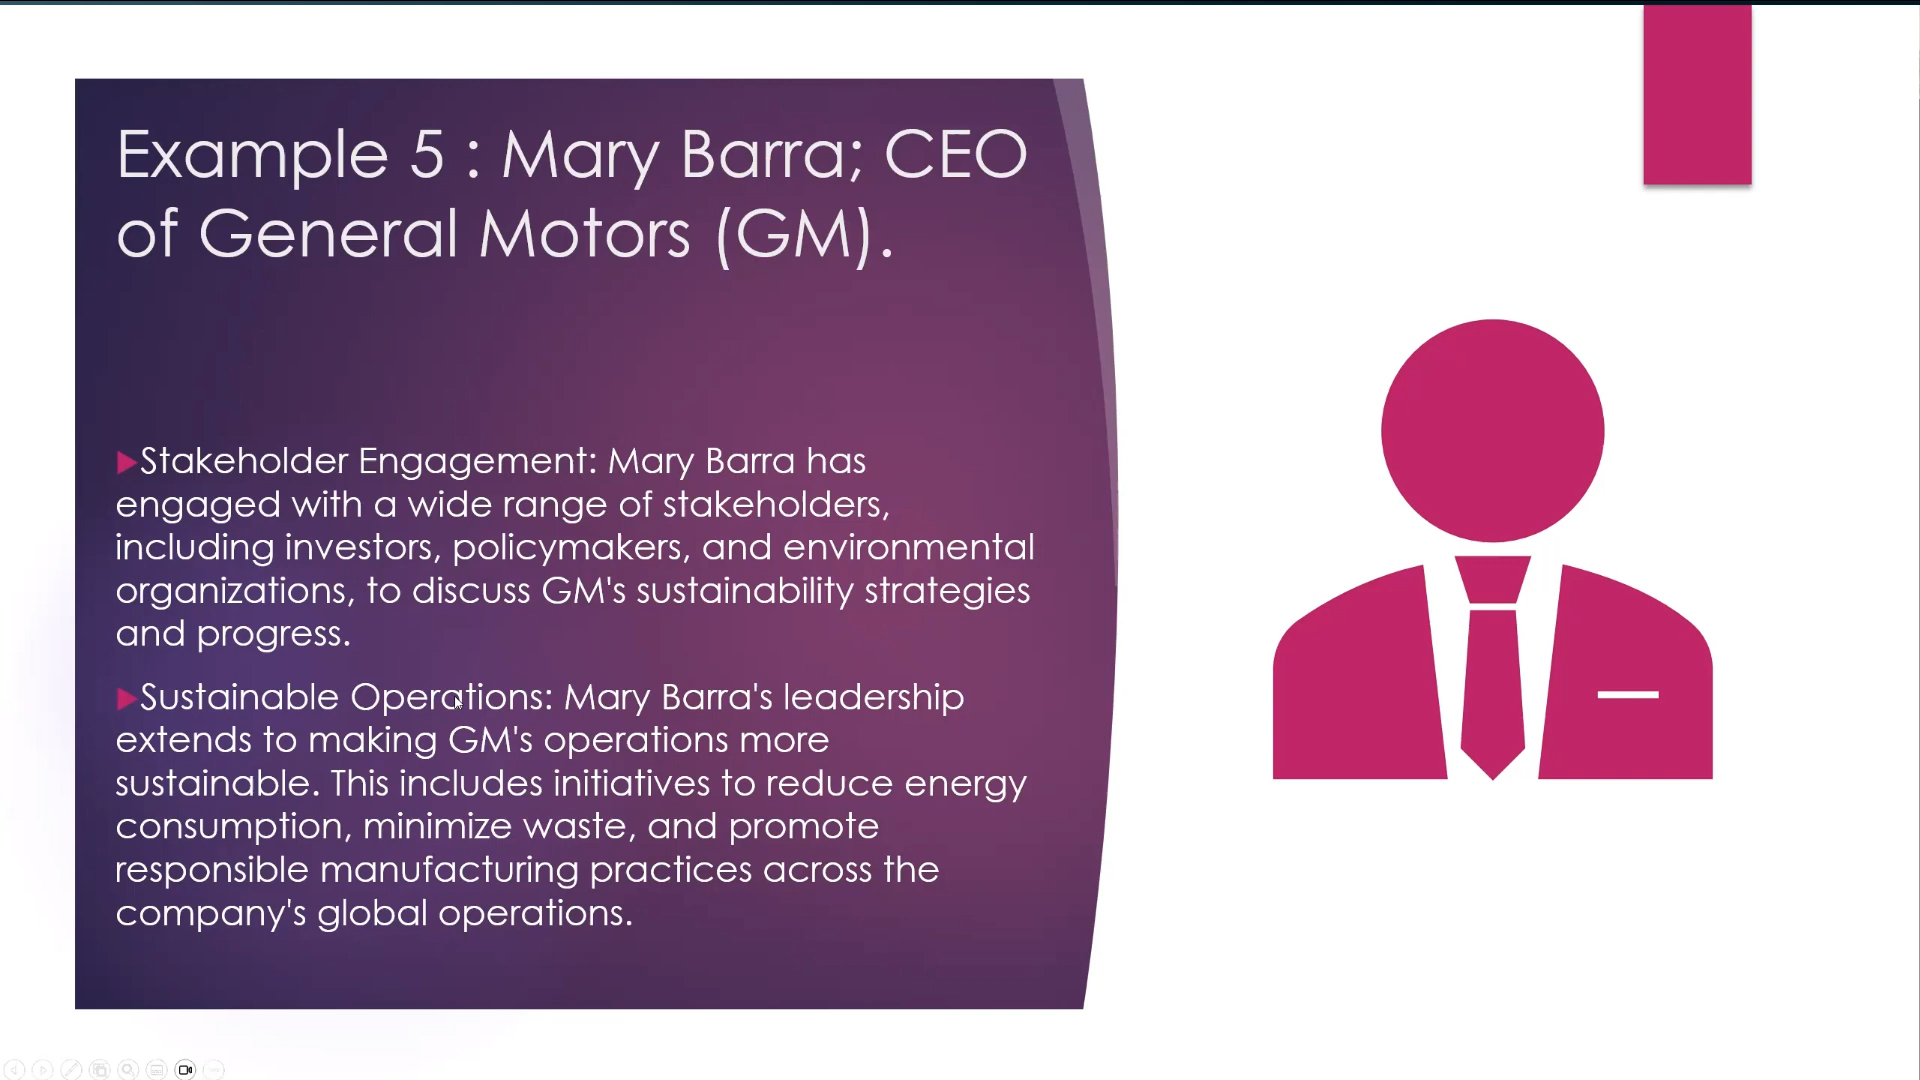 Example 5 : Mary Barra; CEO
of General Motors (GM).
Stakeholder Engagement: Mary Barra has
engaged with a wide range of stakeholders,
including investors, policymakers, and environmental
organizations, to discuss GM's sustainability strategies
and progress.
Sustainable Operations: Mary Barra's leadership
extends to making GM's operations more
sustainable. This includes initiatives to reduce energy
consumption, minimize waste, and promote
responsible manufacturing practices across the
company's global operations.